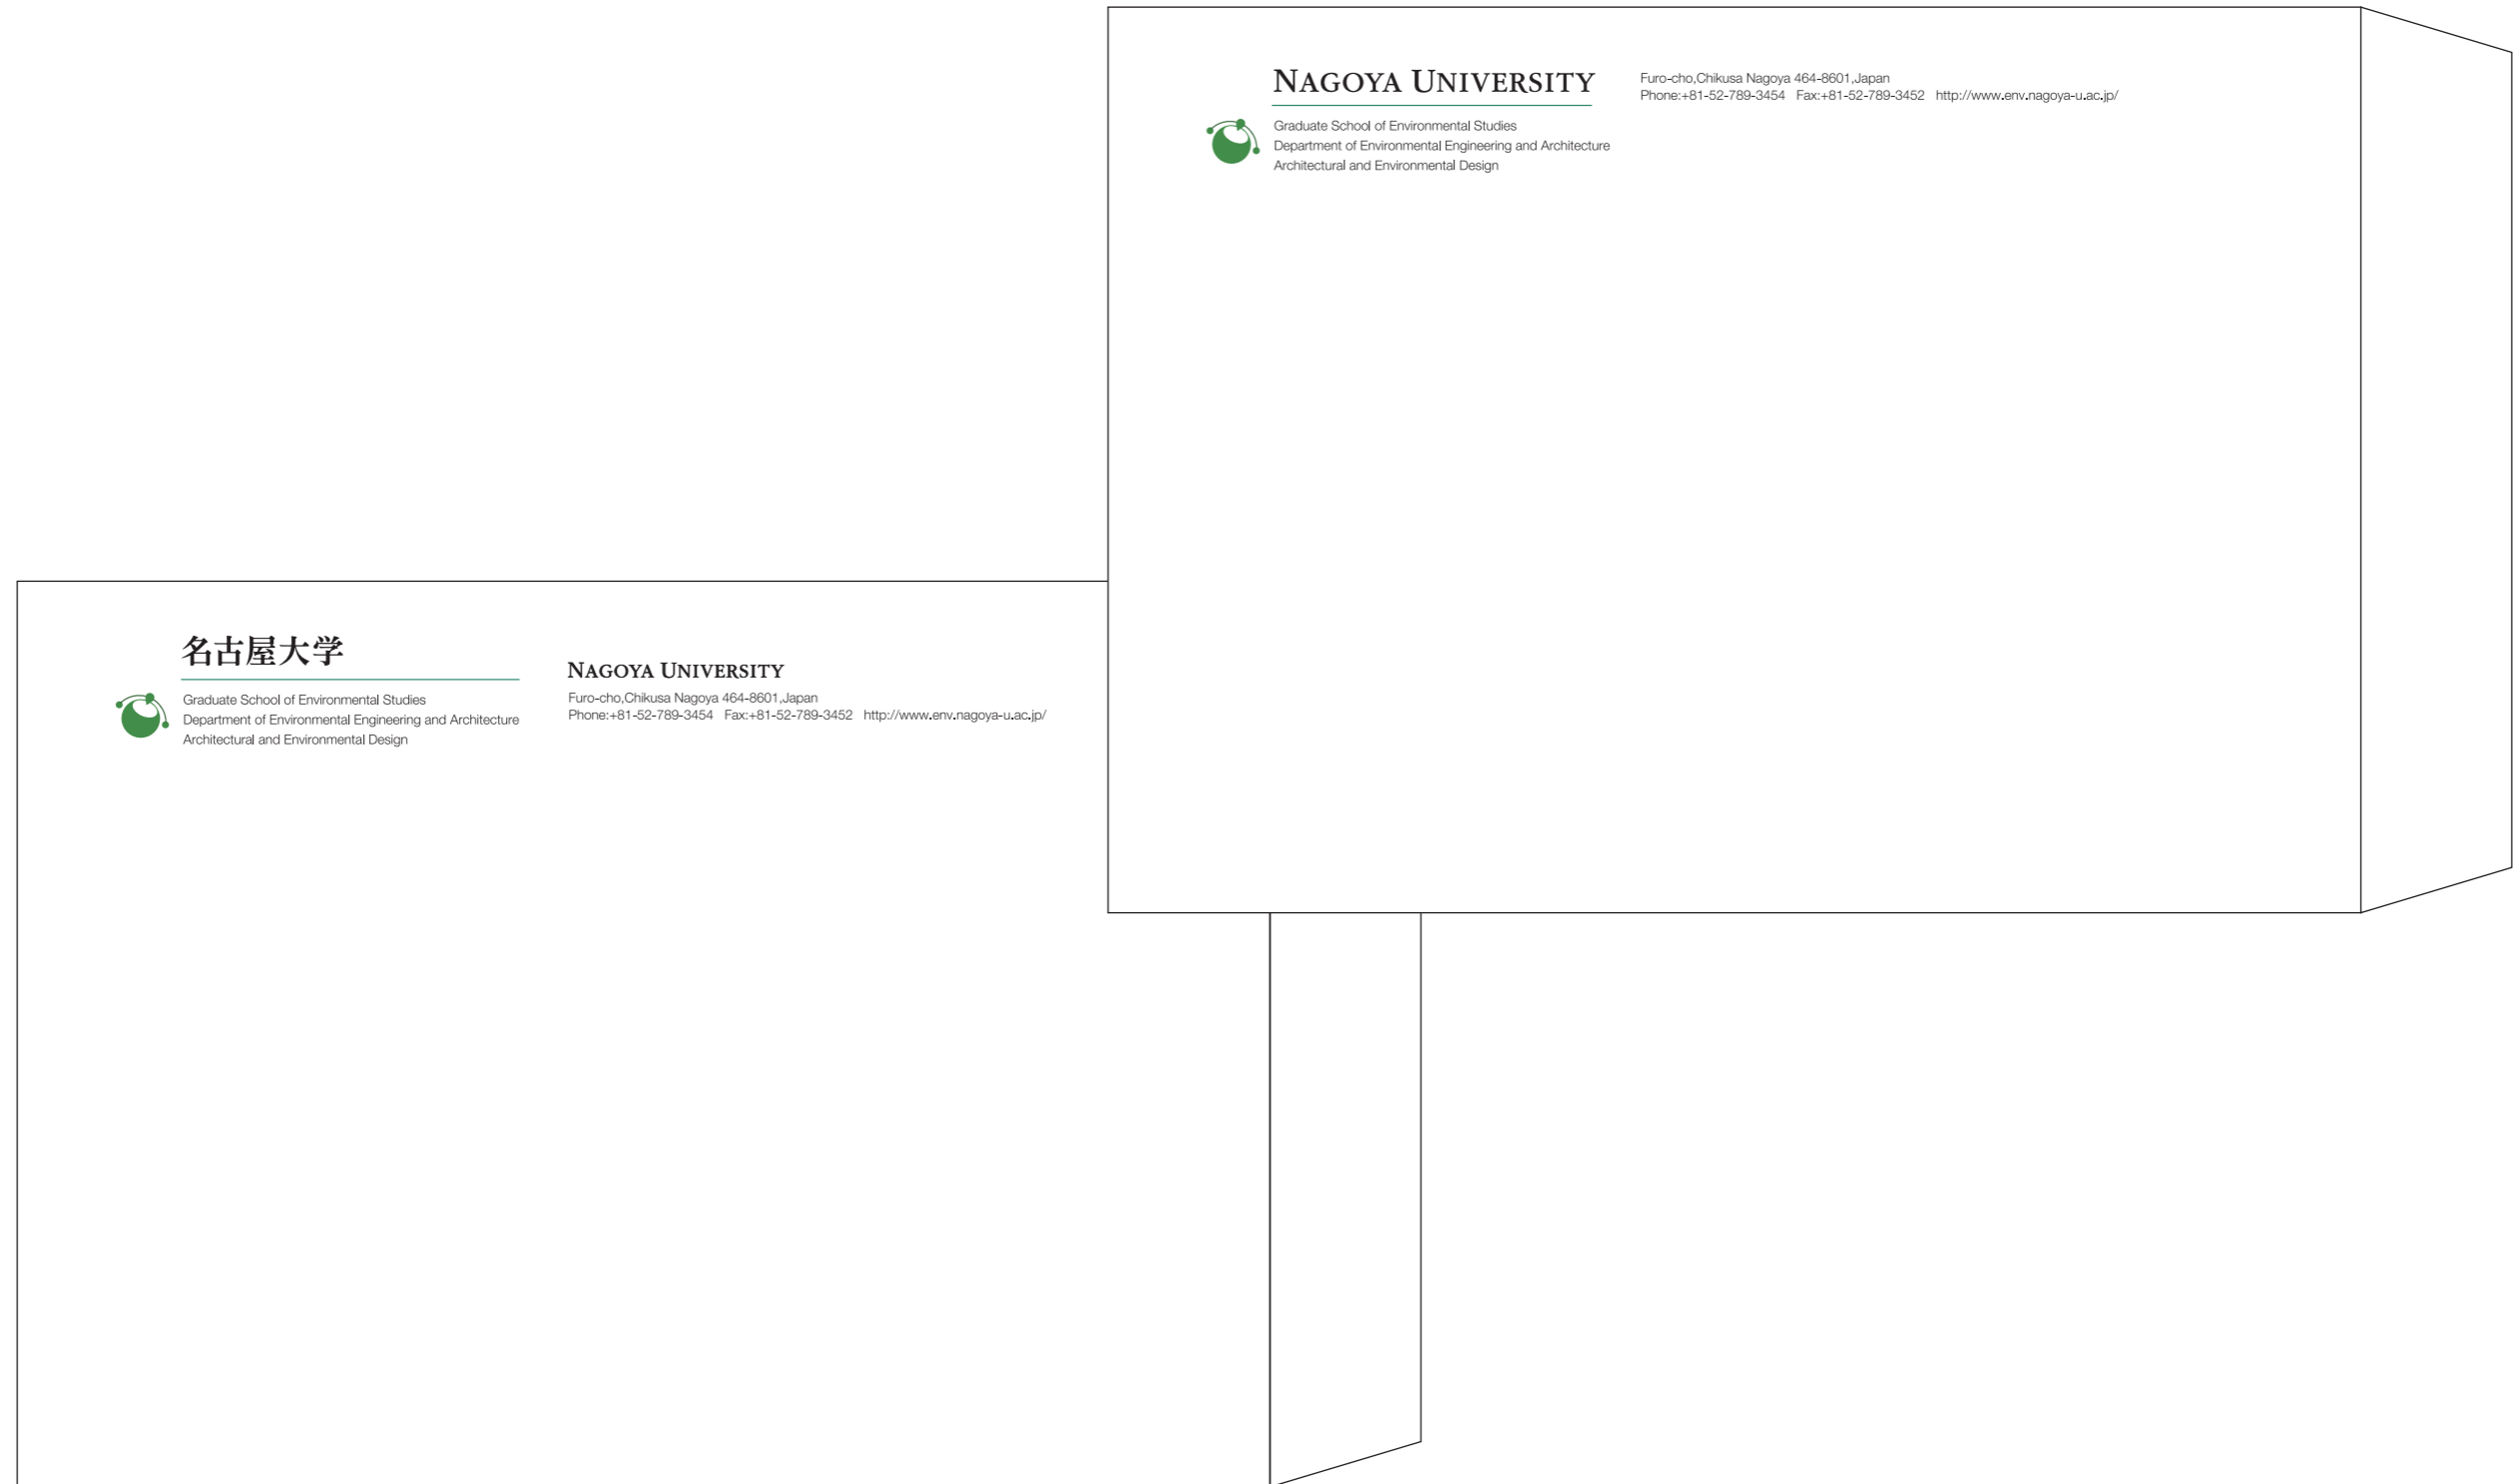 NAGOYA UNIVERSITY
Furo-cho,Chikusa Nagoya 464-8601,Japan
Phone:+81-52-789-3454 Fax:+81-52-789-3452 http://www.env.nagoya-u.ac.jp/
Graduate School of Environmental Studies
Department of Environmental Engineering and Architecture
Architectural and Environmental Design
名古屋大学
Graduate School of Environmental Studies
Department of Environmental Engineering and Architecture
Architectural and Environmental Design
NAGOYA UNIVERSITY
Furo-cho,Chikusa Nagoya 464-8601,Japan
Phone:+81-52-789-3454 Fax:+81-52-789-3452 http://www.env.nagoya-u.ac.jp/